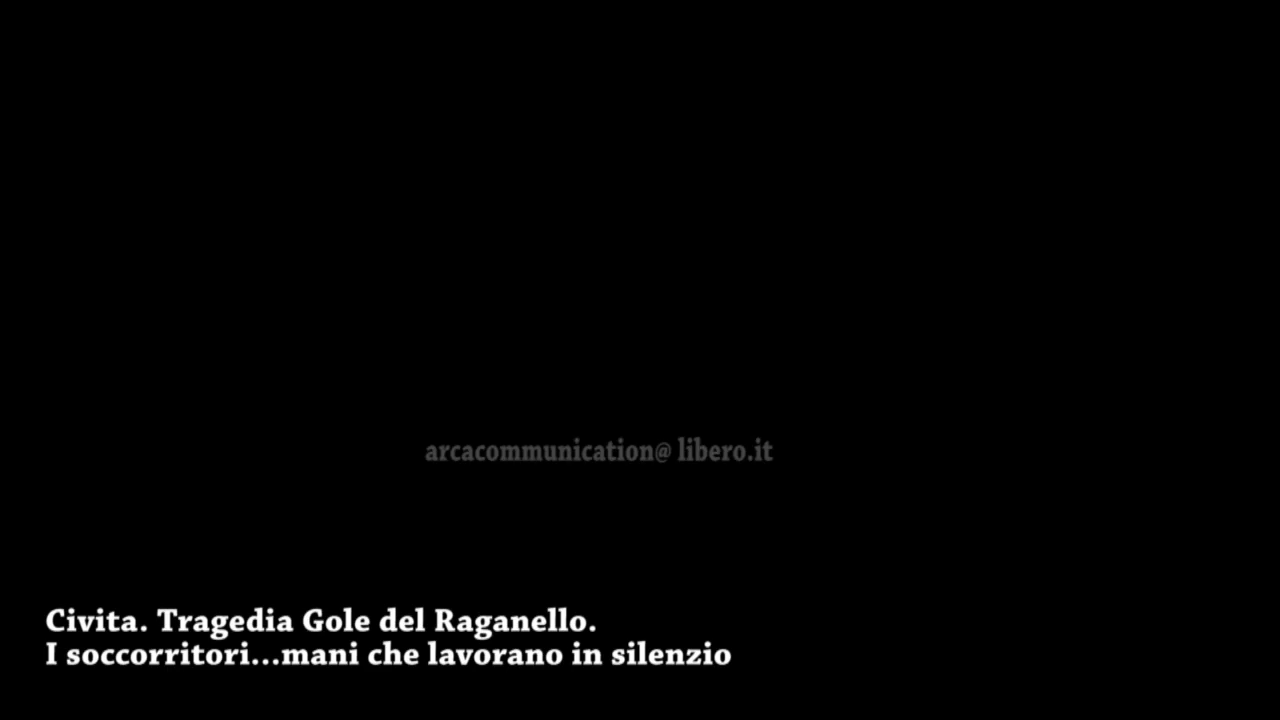 arcacommunication@ libero.it
Civita. Tragedia Gole del Raganello.
I soccorritori...mani che lavorano in silenzio